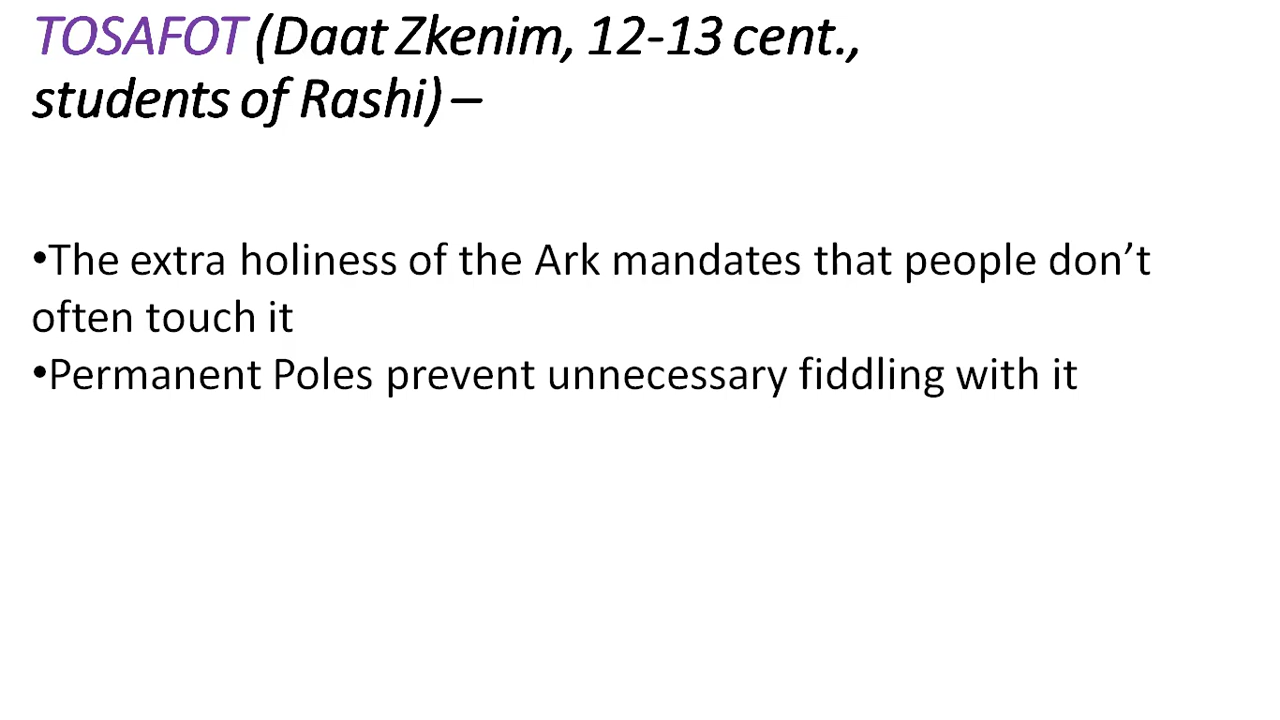 TOSAFOT (Daat Zkenim, 12-13 cent.,
students of Rashi) –
•The extra holiness of the Ark mandates that people don’t
often touch it
•Permanent Poles prevent unnecessary fiddling with it